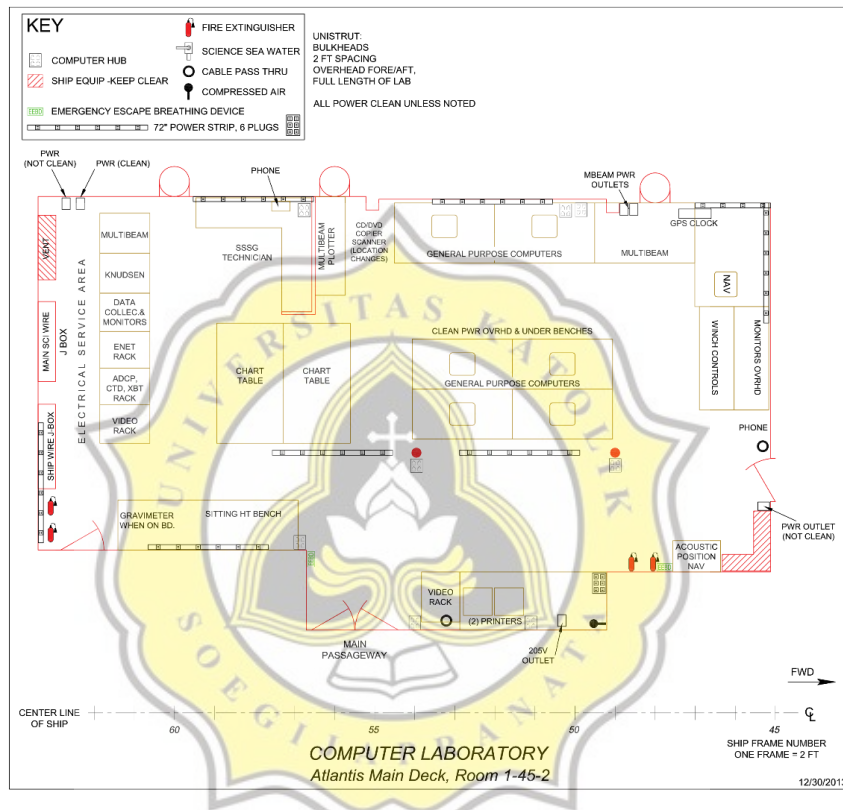 KEY
FIRE EXTINGUISHER
COMPUTER HUB
SCIENCE SEA WATER
SHIP EQUIP -KEEP CLEAR
CABLE PASS THRU
COMPRESSED AIR
EMERGENCY ESCAPE BREATHING DEVICE
72" POWER STRIP, 6 PLUGS
UNISTRUT:
BULKHEADS
2 FT SPACING
OVERHEAD FORE/AFT,
FULL LENGTH OF LAB
ALL POWER CLEAN UNLESS NOTED
PWR
(NOT CLEAN)
PWR (CLEAN)
PHONE
MBEAM PWR
OUTLETS
GPS CLOCK
VENT
MULTIBEAM
KNUDSEN
DATA
COLLEC.&
MONITORS
ENET
RACK
ADCP,
CTD, XBT
RACK
VIDEO
RACK
ELECTRICAL SERVICE AREA
MAIN SCI WIRE
J BOX
SHIP WIRE J-BOX
SSSG
TECHNICIAN
MULTIBEAM
PLOTTER
CD/DVD
COPIER
SCANNER
(LOCATION
CHANGES)
GENERAL PURPOSE COMPUTERS
MULTIBEAM
NAV
WINCH CONTROLS
MONITORS OVRHD
CLEAN PWR OVRHD & UNDER BENCHES
GENERAL PURPOSE COMPUTERS
CHART
TABLE
CHART
TABLE
PHONE
PWR OUTLET
(NOT CLEAN)
GRAVIMETER
WHEN ON BD.
SITTING HT BENCH
ACOUSTIC
POSITION
NAV
VIDEO
RACK
(2) PRINTERS
205V
OUTLET
MAIN
PASSAGEWAY
FWD
CENTER LINE
OF SHIP
60
55
50
45
SHIP FRAME NUMBER
ONE FRAME = 2 FT
COMPUTER LABORATORY
Atlantis Main Deck, Room 1-45-2
12/30/2013
UNIVERSITAS KATOLIK
SOEGIJAPRANATA